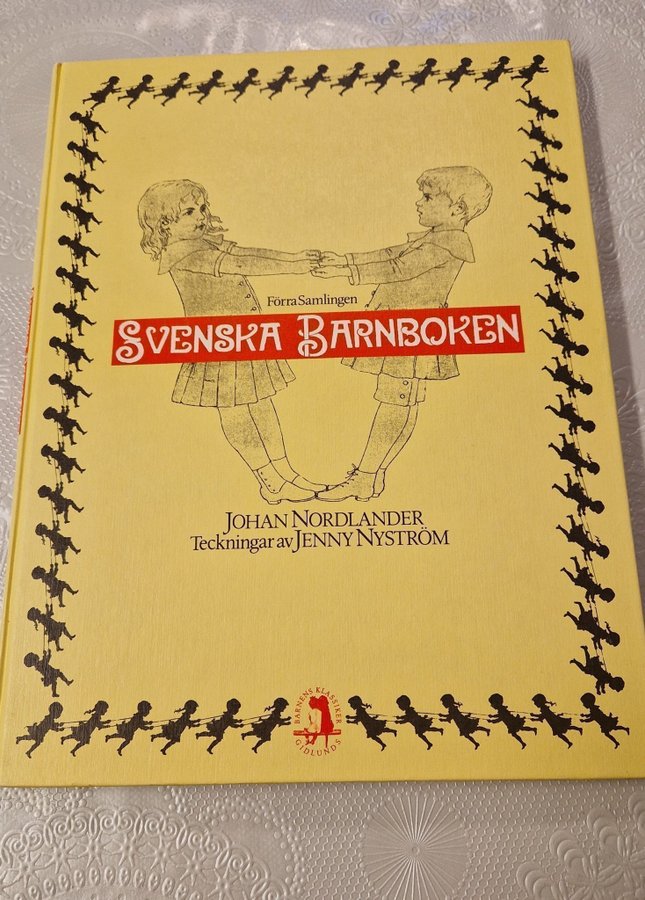 Förra Samlingen
SVENSKA BARNBOKEN
JOHAN NORDLANDER
Teckningar av JENNY NYSTRÖM
BARNENS KLASSIKER
GIDLUNDS